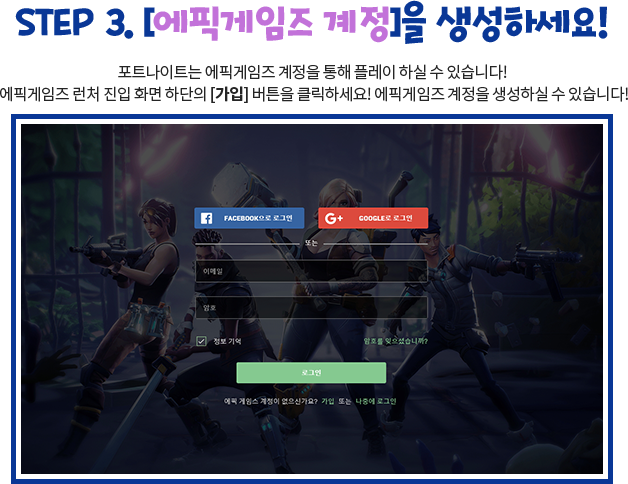 STEP 3. [에픽게임즈 계정]을 생성하세요!
포트나이트는 에픽게임즈 계정을 통해 플레이 하실 수 있습니다!
에픽게임즈 런처 진입 화면 하단의 [가입] 버튼을 클릭하세요! 에픽게임즈 계정을 생성하실 수 있습니다!
FACEBOOK으로 로그인 GOOGLE로 로그인
또는
이메일
암호
정보 기억 암호를 잊으셨습니까?
로그인
에픽 게임스 계정이 없으신가요? 가입 또는 나중에 로그인